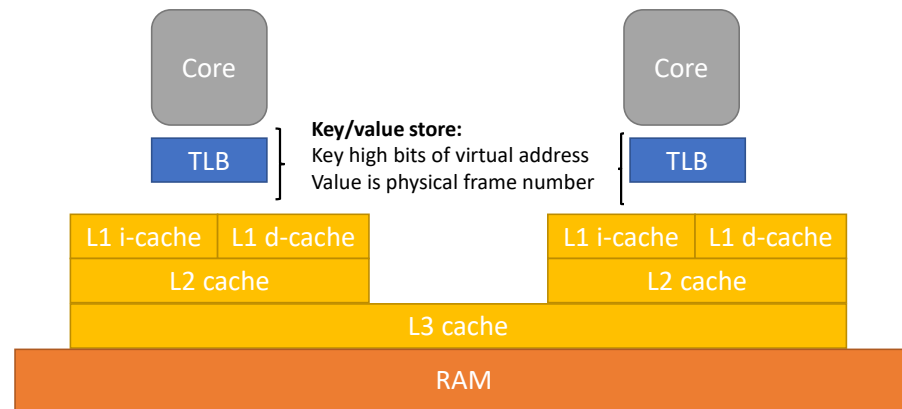 Core
Core
Key/value store:
Key high bits of virtual address
Value is physical frame number
TLB
TLB
L1 i-cache
L1 d-cache
L1 i-cache
L1 d-cache
L2 cache
L2 cache
L3 cache
RAM